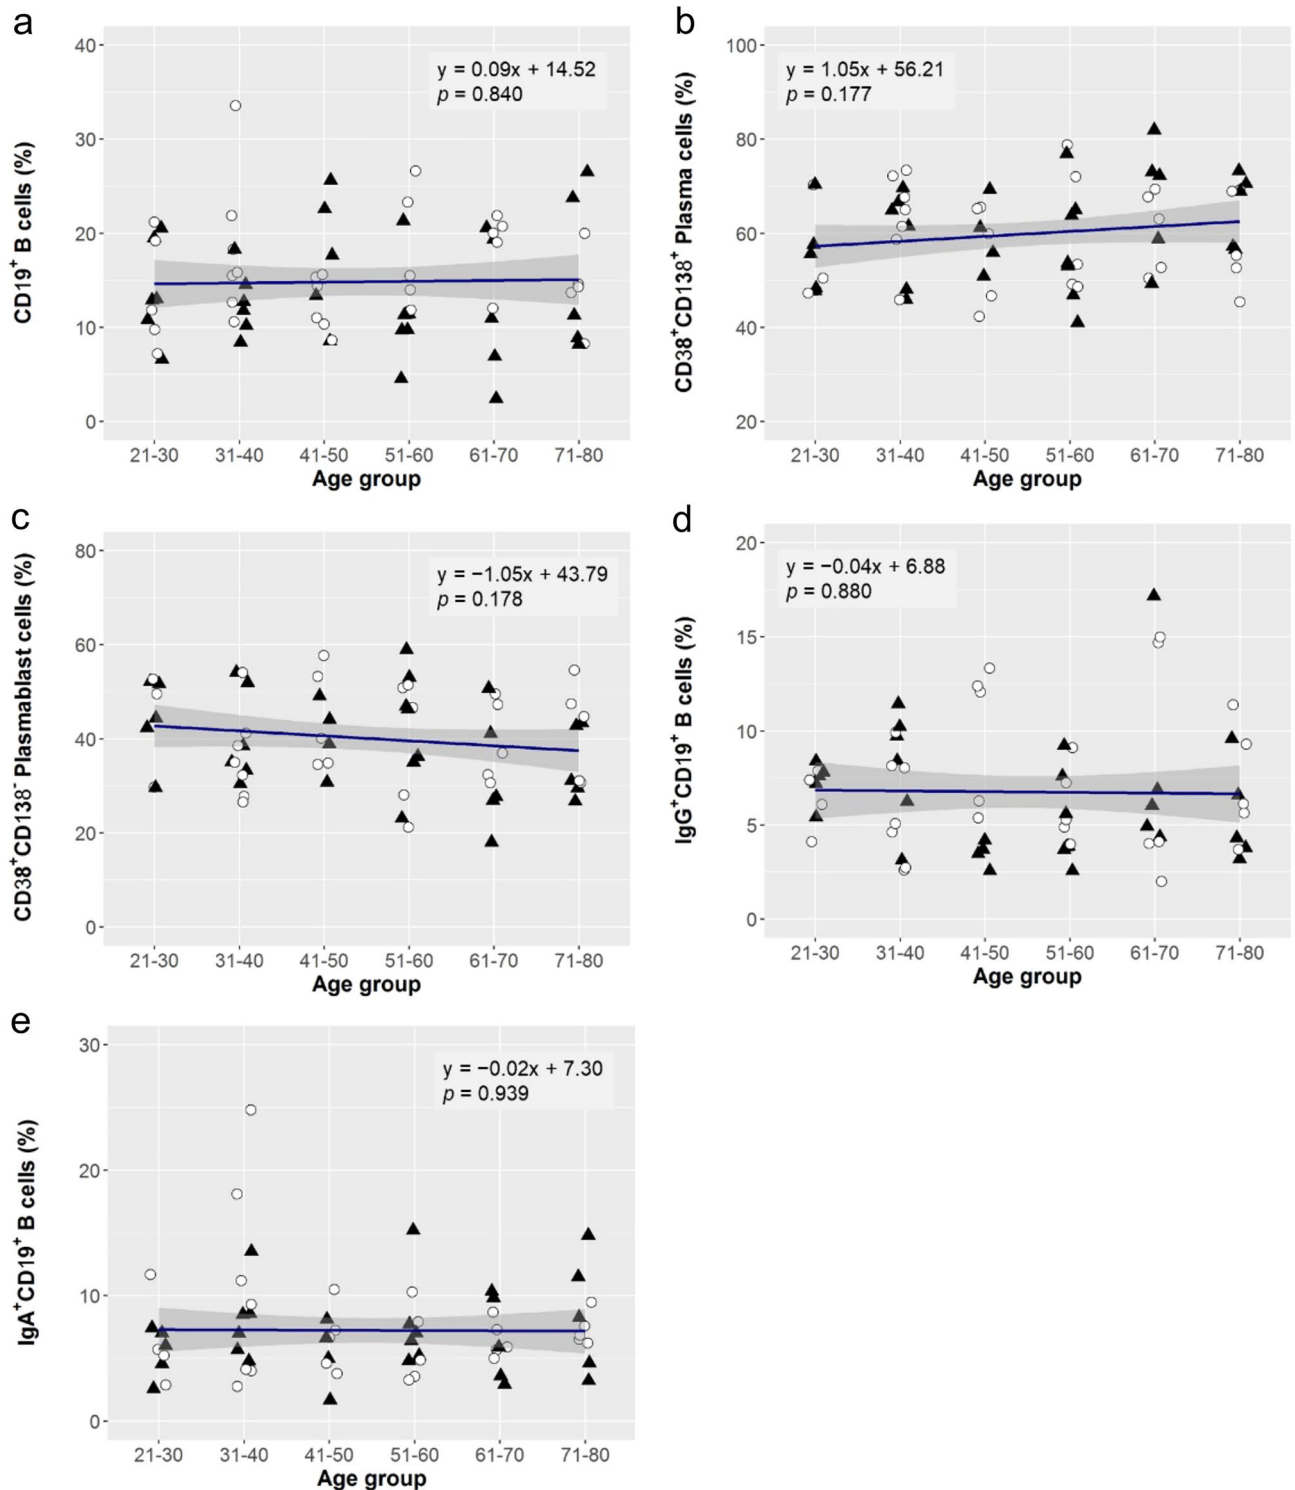 a
CD19⁺ B cells (%)
40
30
20
10
0
y = 0.09x + 14.52
p = 0.840
21-30 31-40 41-50 51-60 61-70 71-80
Age group
b
CD38⁺CD138⁺ Plasma cells (%)
100
80
60
40
20
y = 1.05x + 56.21
p = 0.177
21-30 31-40 41-50 51-60 61-70 71-80
Age group
c
CD38⁺CD138⁻ Plasmablast cells (%)
80
60
40
20
0
y = −1.05x + 43.79
p = 0.178
21-30 31-40 41-50 51-60 61-70 71-80
Age group
d
IgG⁺CD19⁺ B cells (%)
20
15
10
5
0
y = −0.04x + 6.88
p = 0.880
21-30 31-40 41-50 51-60 61-70 71-80
Age group
e
IgA⁺CD19⁺ B cells (%)
30
20
10
0
y = −0.02x + 7.30
p = 0.939
21-30 31-40 41-50 51-60 61-70 71-80
Age group